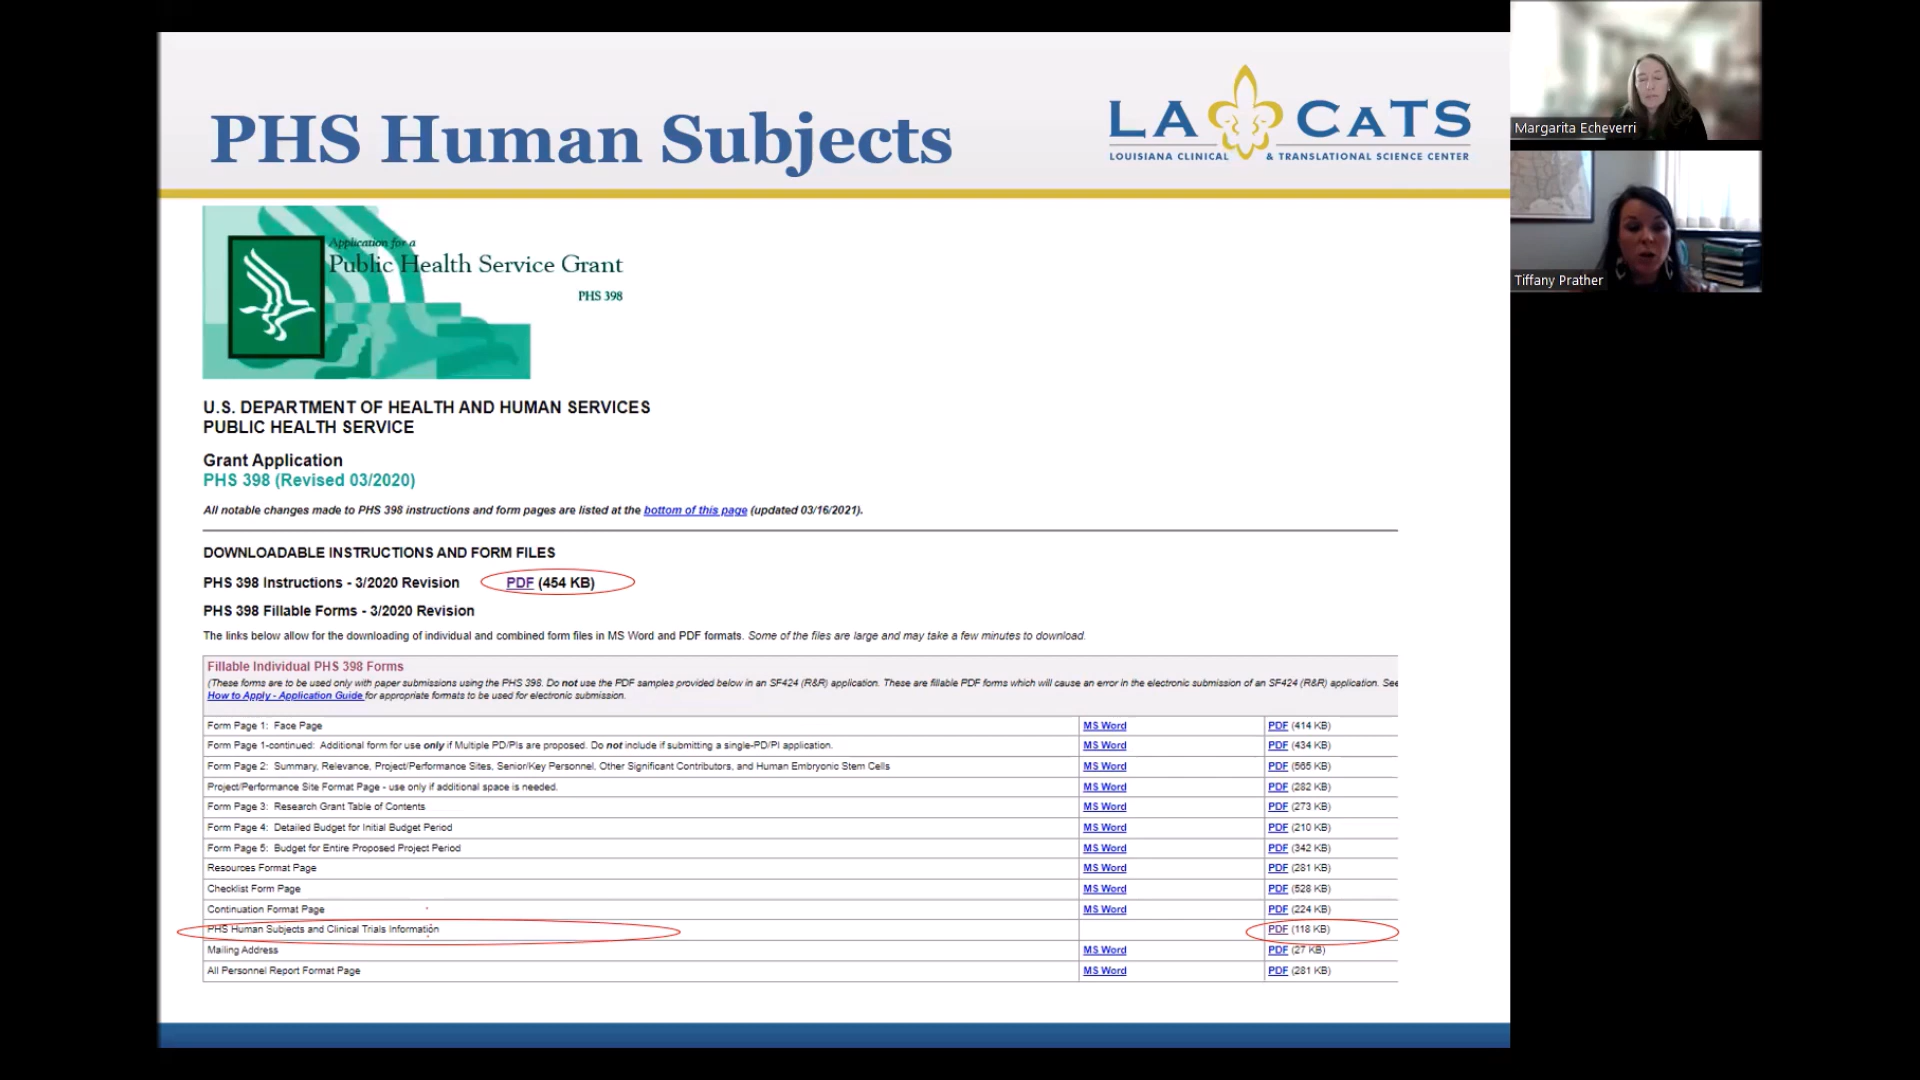 PHS Human Subjects
LA CATS
LOUISIANA CLINICAL & TRANSLATIONAL SCIENCE CENTER
Margarita Echeverri
Tiffany Prather
Application for a
Public Health Service Grant
PHS 398
U.S. DEPARTMENT OF HEALTH AND HUMAN SERVICES
PUBLIC HEALTH SERVICE
Grant Application
PHS 398 (Revised 03/2020)
All notable changes made to PHS 398 instructions and form pages are listed at the bottom of this page (updated 03/16/2021).
DOWNLOADABLE INSTRUCTIONS AND FORM FILES
PHS 398 Instructions - 3/2020 Revision PDF (454 KB)
PHS 398 Fillable Forms - 3/2020 Revision
The links below allow for the downloading of individual and combined form files in MS Word and PDF formats. Some of the files are large and may take a few minutes to download.
Fillable Individual PHS 398 Forms
(These forms are to be used only with paper submissions using the PHS 398. Do not use the PDF samples provided below in an SF424 (R&R) application. These are fillable PDF forms which will cause an error in the electronic submission of an SF424 (R&R) application. See
How to Apply - Application Guide for appropriate formats to be used for electronic submission.
Form Page 1: Face Page MS Word PDF (414 KB)
Form Page 1-continued: Additional form for use only if Multiple PD/PIs are proposed. Do not include if submitting a single-PD/PI application. MS Word PDF (434 KB)
Form Page 2: Summary, Relevance, Project/Performance Sites, Senior/Key Personnel, Other Significant Contributors, and Human Embryonic Stem Cells MS Word PDF (565 KB)
Project/Performance Site Format Page - use only if additional space is needed. MS Word PDF (282 KB)
Form Page 3: Research Grant Table of Contents MS Word PDF (273 KB)
Form Page 4: Detailed Budget for Initial Budget Period MS Word PDF (210 KB)
Form Page 5: Budget for Entire Proposed Project Period MS Word PDF (342 KB)
Resources Format Page MS Word PDF (281 KB)
Checklist Form Page MS Word PDF (528 KB)
Continuation Format Page MS Word PDF (224 KB)
PHS Human Subjects and Clinical Trials Information PDF (118 KB)
Mailing Address MS Word PDF (27 KB)
All Personnel Report Format Page MS Word PDF (281 KB)